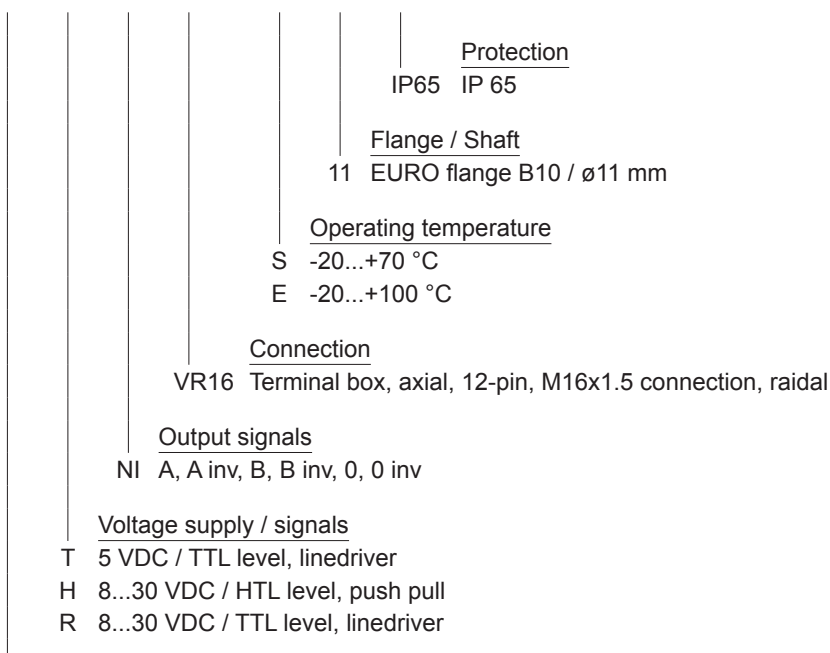 Protection
IP65 IP 65
Flange / Shaft
11 EURO flange B10 / ø11 mm
Operating temperature
S -20...+70 °C
E -20...+100 °C
Connection
VR16 Terminal box, axial, 12-pin, M16x1.5 connection, raidal
Output signals
NI A, A inv, B, B inv, 0, 0 inv
Voltage supply / signals
T 5 VDC / TTL level, linedriver
H 8...30 VDC / HTL level, push pull
R 8...30 VDC / TTL level, linedriver